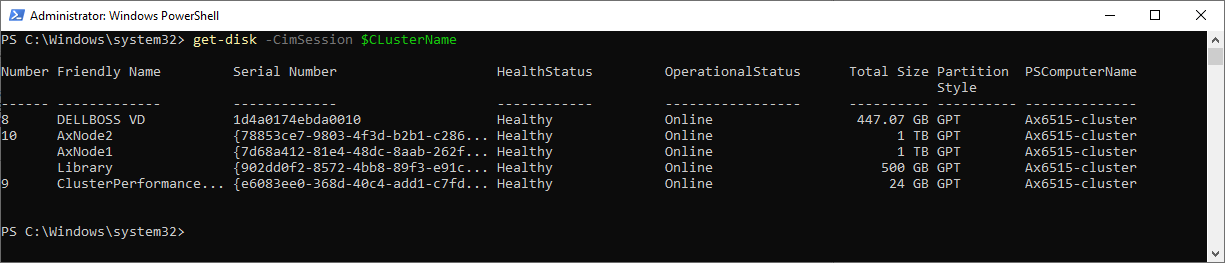 Administrator: Windows PowerShell
PS C:\Windows\system32> get-disk -CimSession $CLusterName
Number Friendly Name Serial Number HealthStatus OperationalStatus Total Size Partition PSComputerName
Style
------ ------------- ------------- ------------ ----------------- ---------- ---------- --------------
8 DELLBOSS VD 1d4a0174ebda0010 Healthy Online 447.07 GB GPT Ax6515-cluster
10 AxNode2 {78853ce7-9803-4f3d-b2b1-c286... Healthy Online 1 TB GPT Ax6515-cluster
AxNode1 {7d68a412-81e4-48dc-8aab-262f... Healthy Online 1 TB GPT Ax6515-cluster
Library {902dd0f2-8572-4bb8-89f3-e91c... Healthy Online 500 GB GPT Ax6515-cluster
9 ClusterPerformance... {e6083ee0-368d-40c4-add1-c7fd... Healthy Online 24 GB GPT Ax6515-cluster
PS C:\Windows\system32>